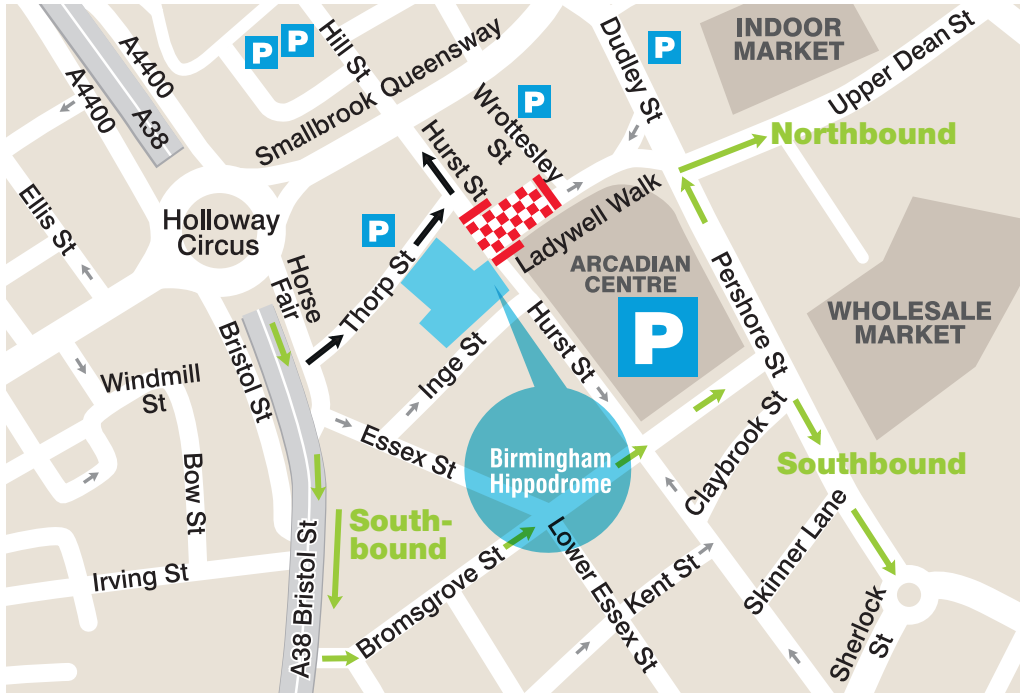 A4400
A4400
A38
P
P
Hill St
Smallbrook Queensway
Dudley St
P
INDOOR
MARKET
Upper Dean St
Wrottesley
St
P
Hurst St
Northbound
Ellis St
Holloway
Circus
P
Ladywell Walk
Horse
Fair
Thorp St
ARCADIAN
CENTRE
P
Pershore St
WHOLESALE
MARKET
Bristol St
Windmill
St
Inge St
Hurst St
Essex St
Bow St
Birmingham
Hippodrome
Claybrook St
Southbound
South-
bound
Irving St
A38 Bristol St
Bromsgrove St
Lower Essex St
Kent St
Skinner Lane
Sherlock
St